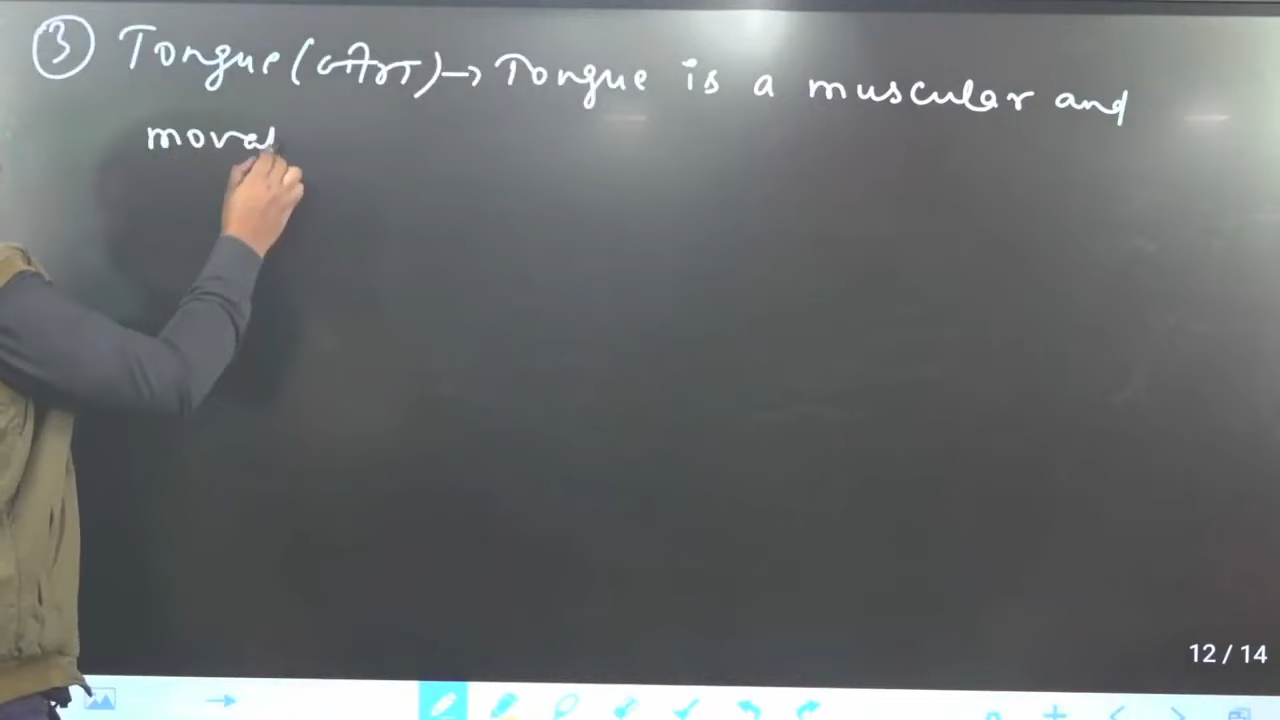 ③ Tongue (जीभ) → Tongue is a muscular and
mova
12 / 14